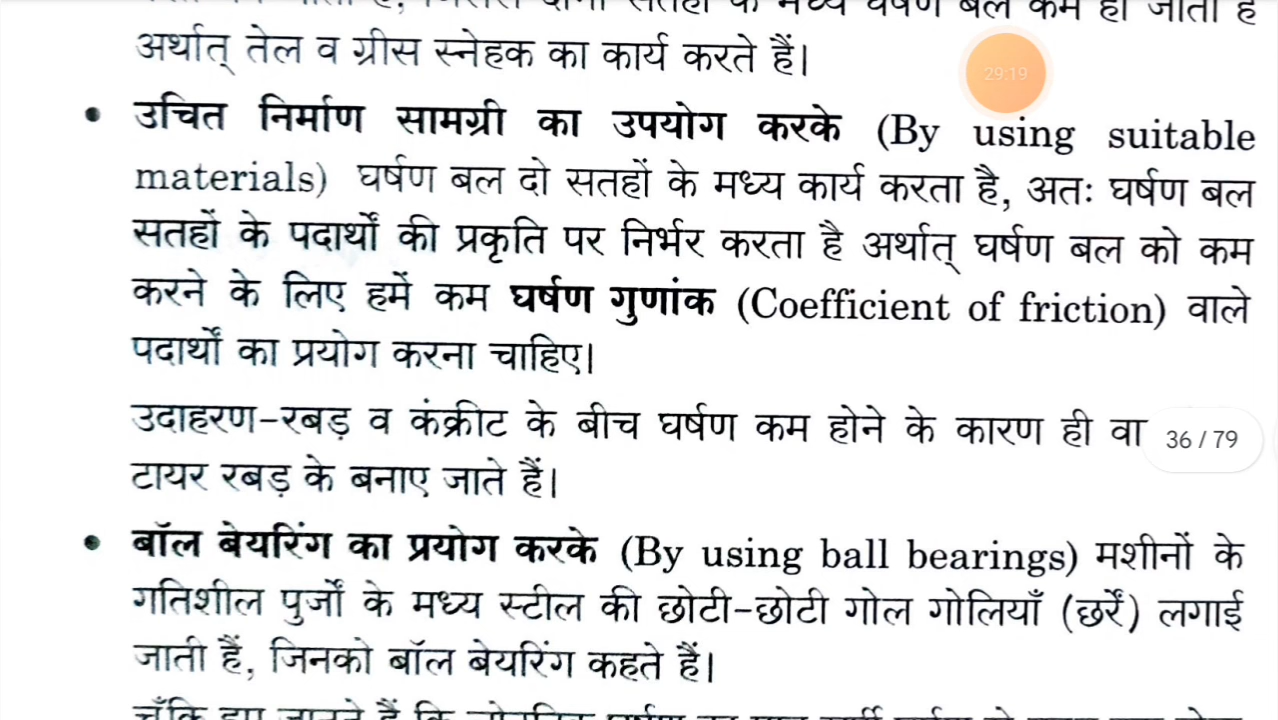 अर्थात् तेल व ग्रीस स्नेहक का कार्य करते हैं।
29:19
उचित निर्माण सामग्री का उपयोग करके (By using suitable
materials) घर्षण बल दो सतहों के मध्य कार्य करता है, अतः घर्षण बल
सतहों के पदार्थों की प्रकृति पर निर्भर करता है अर्थात् घर्षण बल को कम
करने के लिए हमें कम घर्षण गुणांक (Coefficient of friction) वाले
पदार्थों का प्रयोग करना चाहिए।
उदाहरण-रबड़ व कंक्रीट के बीच घर्षण कम होने के कारण ही वा
36 / 79
टायर रबड़ के बनाए जाते हैं।
बॉल बेयरिंग का प्रयोग करके (By using ball bearings) मशीनों के
गतिशील पुर्जों के मध्य स्टील की छोटी-छोटी गोल गोलियाँ (छर्रे) लगाई
जाती हैं, जिनको बॉल बेयरिंग कहते हैं।